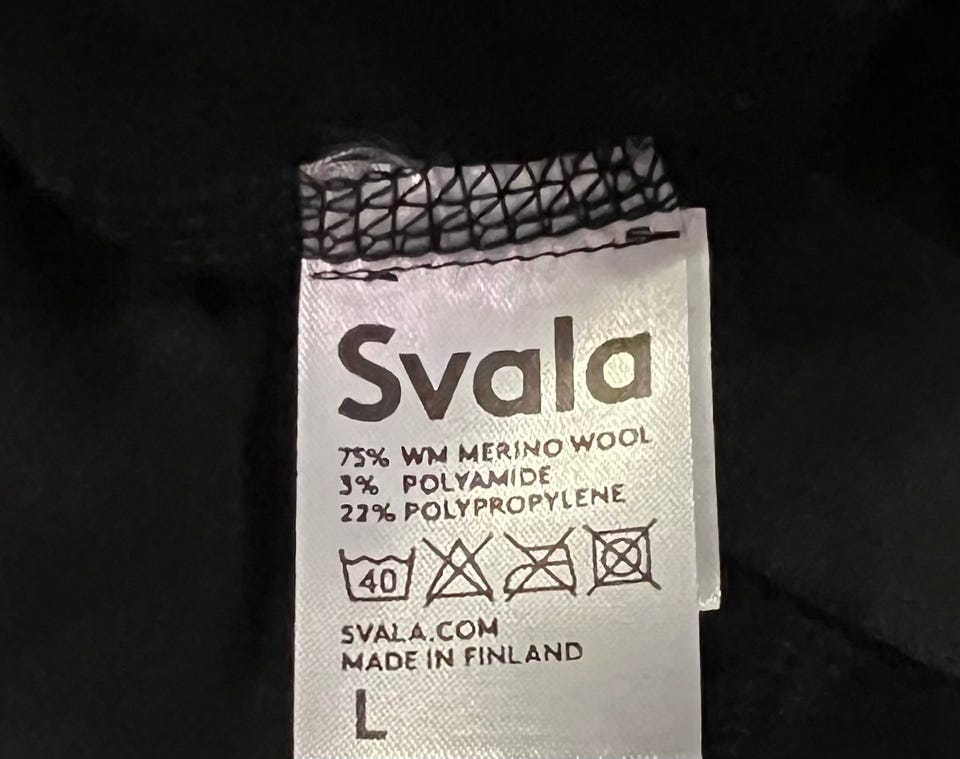 Svala
75% WM MERINO WOOL
3% POLYAMIDE
22% POLYPROPYLENE
40
SVALA.COM
MADE IN FINLAND
L